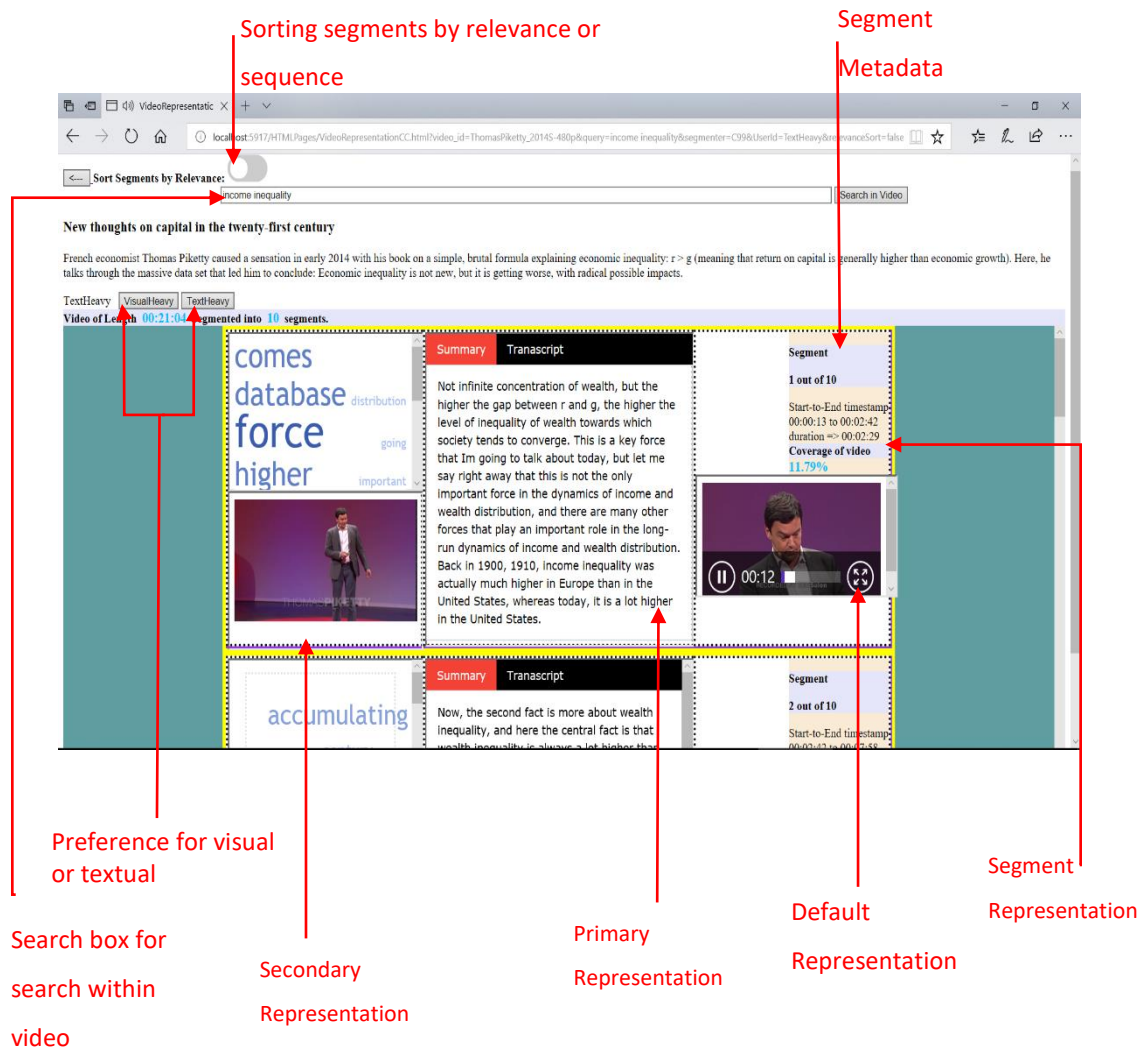 Sorting segments by relevance or
sequence
Segment
Metadata
VideoRepresentatic
localhost:5917/HTMLPages/VideoRepresentationCC.html?video_id=ThomasPiketty_2014S-480p&query=income inequality&segmenter=C99&UserId=TextHeavy&relevanceSort=false
<--- Sort Segments by Relevance:
income inequality
Search in Video
New thoughts on capital in the twenty-first century
French economist Thomas Piketty caused a sensation in early 2014 with his book on a simple, brutal formula explaining economic inequality: r > g (meaning that return on capital is generally higher than economic growth). Here, he
talks through the massive data set that led him to conclude: Economic inequality is not new, but it is getting worse, with radical possible impacts.
TextHeavy VisualHeavy TextHeavy
Video of Length 00:21:04 segmented into 10 segments.
comes
database distribution
force going
higher important
THOMAS PIKETTY
Summary Transcript
Not infinite concentration of wealth, but the
higher the gap between r and g, the higher the
level of inequality of wealth towards which
society tends to converge. This is a key force
that Im going to talk about today, but let me
say right away that this is not the only
important force in the dynamics of income and
wealth distribution, and there are many other
forces that play an important role in the long-
run dynamics of income and wealth distribution.
Back in 1900, 1910, income inequality was
actually much higher in Europe than in the
United States, whereas today, it is a lot higher
in the United States.
Segment
1 out of 10
Start-to-End timestamp
00:00:13 to 00:02:42
duration => 00:02:29
Coverage of video
11.79%
00:12
accumulating
Summary Transcript
Now, the second fact is more about wealth
inequality, and here the central fact is that
wealth inequality is always a lot higher than
Segment
2 out of 10
Start-to-End timestamp
00:02:42 to 00:07:58
Preference for visual
or textual
Search box for
search within
video
Secondary
Representation
Primary
Representation
Default
Representation
Segment
Representation